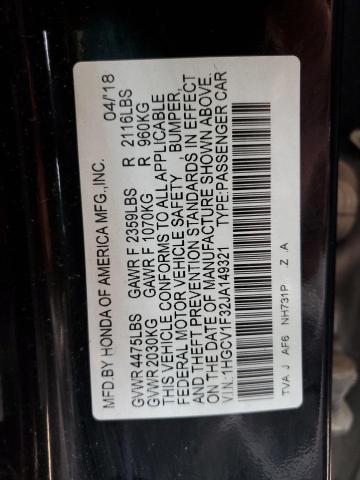 MFD.BY HONDA OF AMERICA MFG.,INC. 04/'18
GVWR 4475LBS GAWR F 2359LBS R 2116LBS
GVWR 2030KG GAWR F 1070KG R 960KG
THIS VEHICLE CONFORMS TO ALL APPLICABLE
FEDERAL MOTOR VEHICLE SAFETY, BUMPER,
AND THEFT PREVENTION STANDARDS IN EFFECT
ON THE DATE OF MANUFACTURE SHOWN ABOVE.
VIN:1HGCV1F32JA149321 TYPE:PASSENGER CAR
TVA J AF6 NH731P Z A